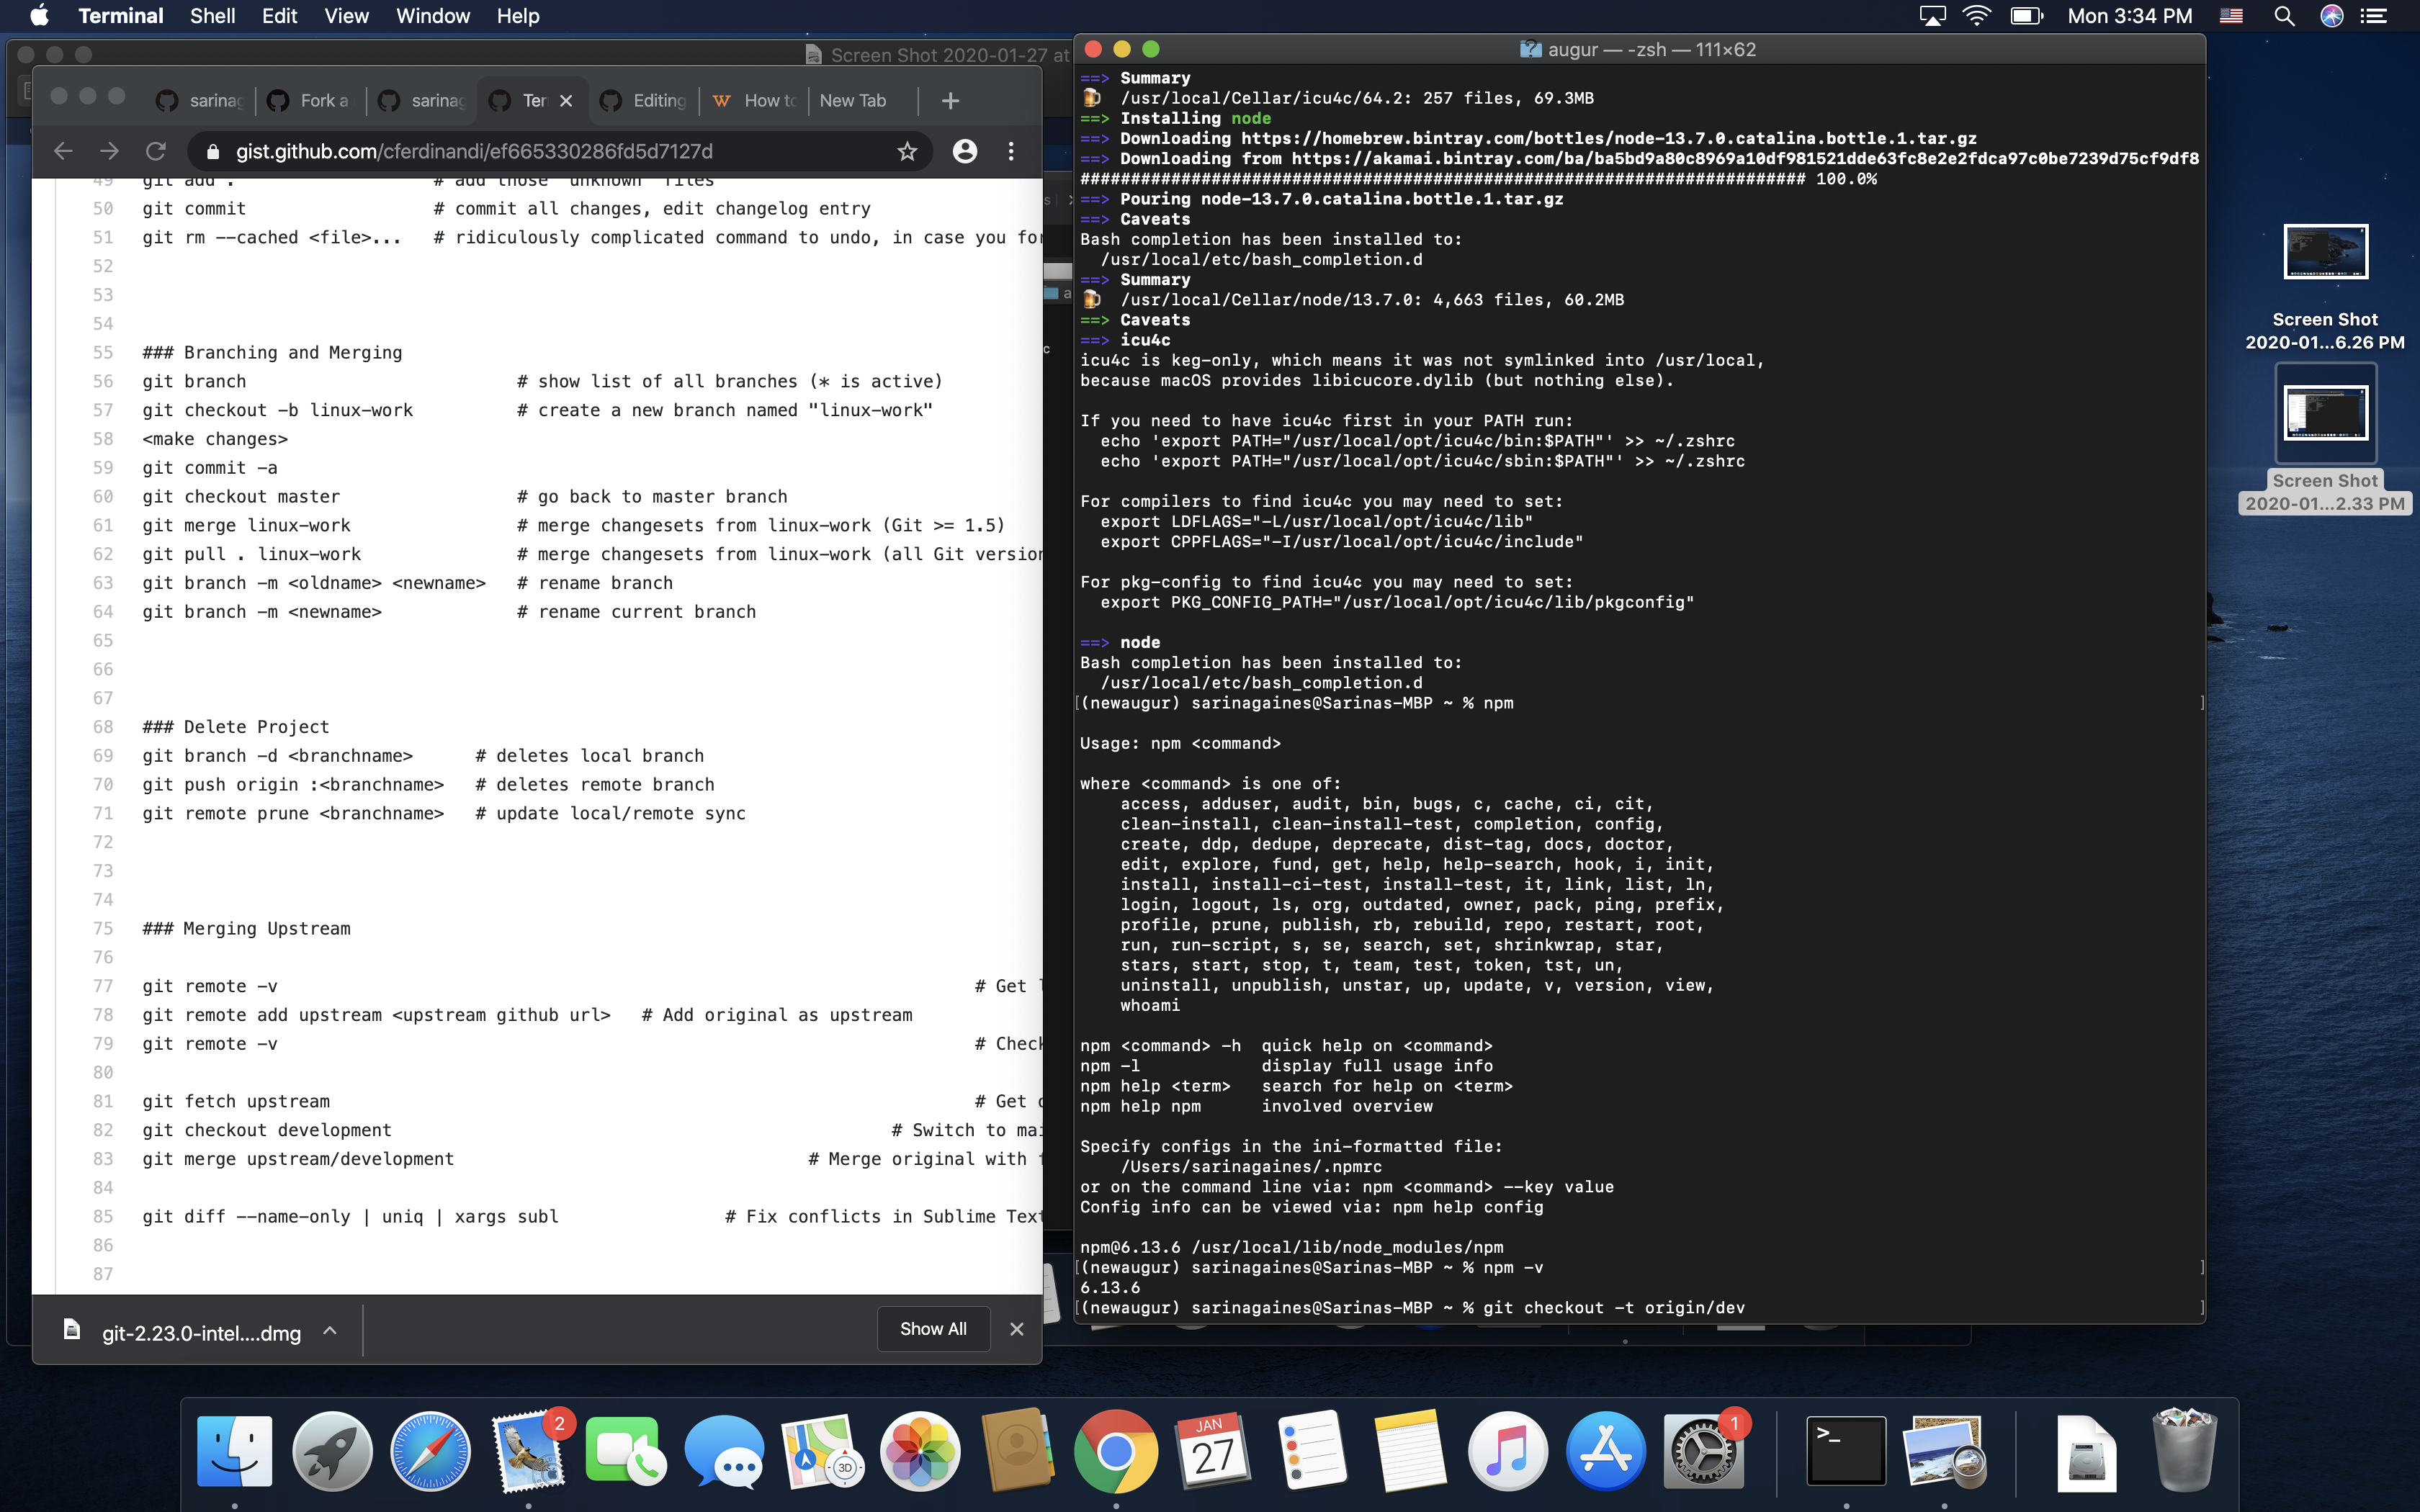 Terminal Shell Edit View Window Help
Mon 3:34 PM
Screen Shot 2020-01-27 at
sarinag Fork a sarinag Ter Editing How to New Tab
gist.github.com/cferdinandi/ef665330286fd5d7127d
49 git add . # add those "unknown" files
50 git commit # commit all changes, edit changelog entry
51 git rm --cached <file>... # ridiculously complicated command to undo, in case you for
52
53
54
55 ### Branching and Merging
56 git branch # show list of all branches (* is active)
57 git checkout -b linux-work # create a new branch named "linux-work"
58 <make changes>
59 git commit -a
60 git checkout master # go back to master branch
61 git merge linux-work # merge changesets from linux-work (Git >= 1.5)
62 git pull . linux-work # merge changesets from linux-work (all Git version
63 git branch -m <oldname> <newname> # rename branch
64 git branch -m <newname> # rename current branch
65
66
67
68 ### Delete Project
69 git branch -d <branchname> # deletes local branch
70 git push origin :<branchname> # deletes remote branch
71 git remote prune <branchname> # update local/remote sync
72
73
74
75 ### Merging Upstream
76
77 git remote -v # Get l
78 git remote add upstream <upstream github url> # Add original as upstream
79 git remote -v # Check
80
81 git fetch upstream # Get o
82 git checkout development # Switch to mai
83 git merge upstream/development # Merge original with f
84
85 git diff --name-only | uniq | xargs subl # Fix conflicts in Sublime Text
86
87
git-2.23.0-intel....dmg
Show All
augur — -zsh — 111×62
==> Summary
🍺 /usr/local/Cellar/icu4c/64.2: 257 files, 69.3MB
==> Installing node
==> Downloading https://homebrew.bintray.com/bottles/node-13.7.0.catalina.bottle.1.tar.gz
==> Downloading from https://akamai.bintray.com/ba/ba5bd9a80c8969a10df981521dde63fc8e2e2fdca97c0be7239d75cf9df8
######################################################################## 100.0%
==> Pouring node-13.7.0.catalina.bottle.1.tar.gz
==> Caveats
Bash completion has been installed to:
/usr/local/etc/bash_completion.d
==> Summary
🍺 /usr/local/Cellar/node/13.7.0: 4,663 files, 60.2MB
==> Caveats
==> icu4c
icu4c is keg-only, which means it was not symlinked into /usr/local,
because macOS provides libicucore.dylib (but nothing else).
If you need to have icu4c first in your PATH run:
echo 'export PATH="/usr/local/opt/icu4c/bin:$PATH"' >> ~/.zshrc
echo 'export PATH="/usr/local/opt/icu4c/sbin:$PATH"' >> ~/.zshrc
For compilers to find icu4c you may need to set:
export LDFLAGS="-L/usr/local/opt/icu4c/lib"
export CPPFLAGS="-I/usr/local/opt/icu4c/include"
For pkg-config to find icu4c you may need to set:
export PKG_CONFIG_PATH="/usr/local/opt/icu4c/lib/pkgconfig"
==> node
Bash completion has been installed to:
/usr/local/etc/bash_completion.d
[(newaugur) sarinagaines@Sarinas-MBP ~ % npm ]
Usage: npm <command>
where <command> is one of:
access, adduser, audit, bin, bugs, c, cache, ci, cit,
clean-install, clean-install-test, completion, config,
create, ddp, dedupe, deprecate, dist-tag, docs, doctor,
edit, explore, fund, get, help, help-search, hook, i, init,
install, install-ci-test, install-test, it, link, list, ln,
login, logout, ls, org, outdated, owner, pack, ping, prefix,
profile, prune, publish, rb, rebuild, repo, restart, root,
run, run-script, s, se, search, set, shrinkwrap, star,
stars, start, stop, t, team, test, token, tst, un,
uninstall, unpublish, unstar, up, update, v, version, view,
whoami
npm <command> -h quick help on <command>
npm -l display full usage info
npm help <term> search for help on <term>
npm help npm involved overview
Specify configs in the ini-formatted file:
/Users/sarinagaines/.npmrc
or on the command line via: npm <command> --key value
Config info can be viewed via: npm help config
npm@6.13.6 /usr/local/lib/node_modules/npm
[(newaugur) sarinagaines@Sarinas-MBP ~ % npm -v ]
6.13.6
[(newaugur) sarinagaines@Sarinas-MBP ~ % git checkout -t origin/dev ]
Screen Shot
2020-01...6.26 PM
Screen Shot
2020-01...2.33 PM
2
3D
JAN
27
1
>_